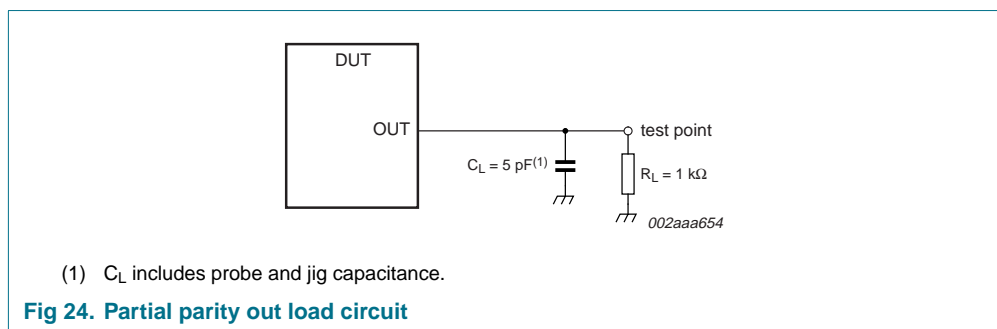 DUT
OUT
test point
CL = 5 pF(1)
RL = 1 kΩ
002aaa654
(1) CL includes probe and jig capacitance.
Fig 24. Partial parity out load circuit